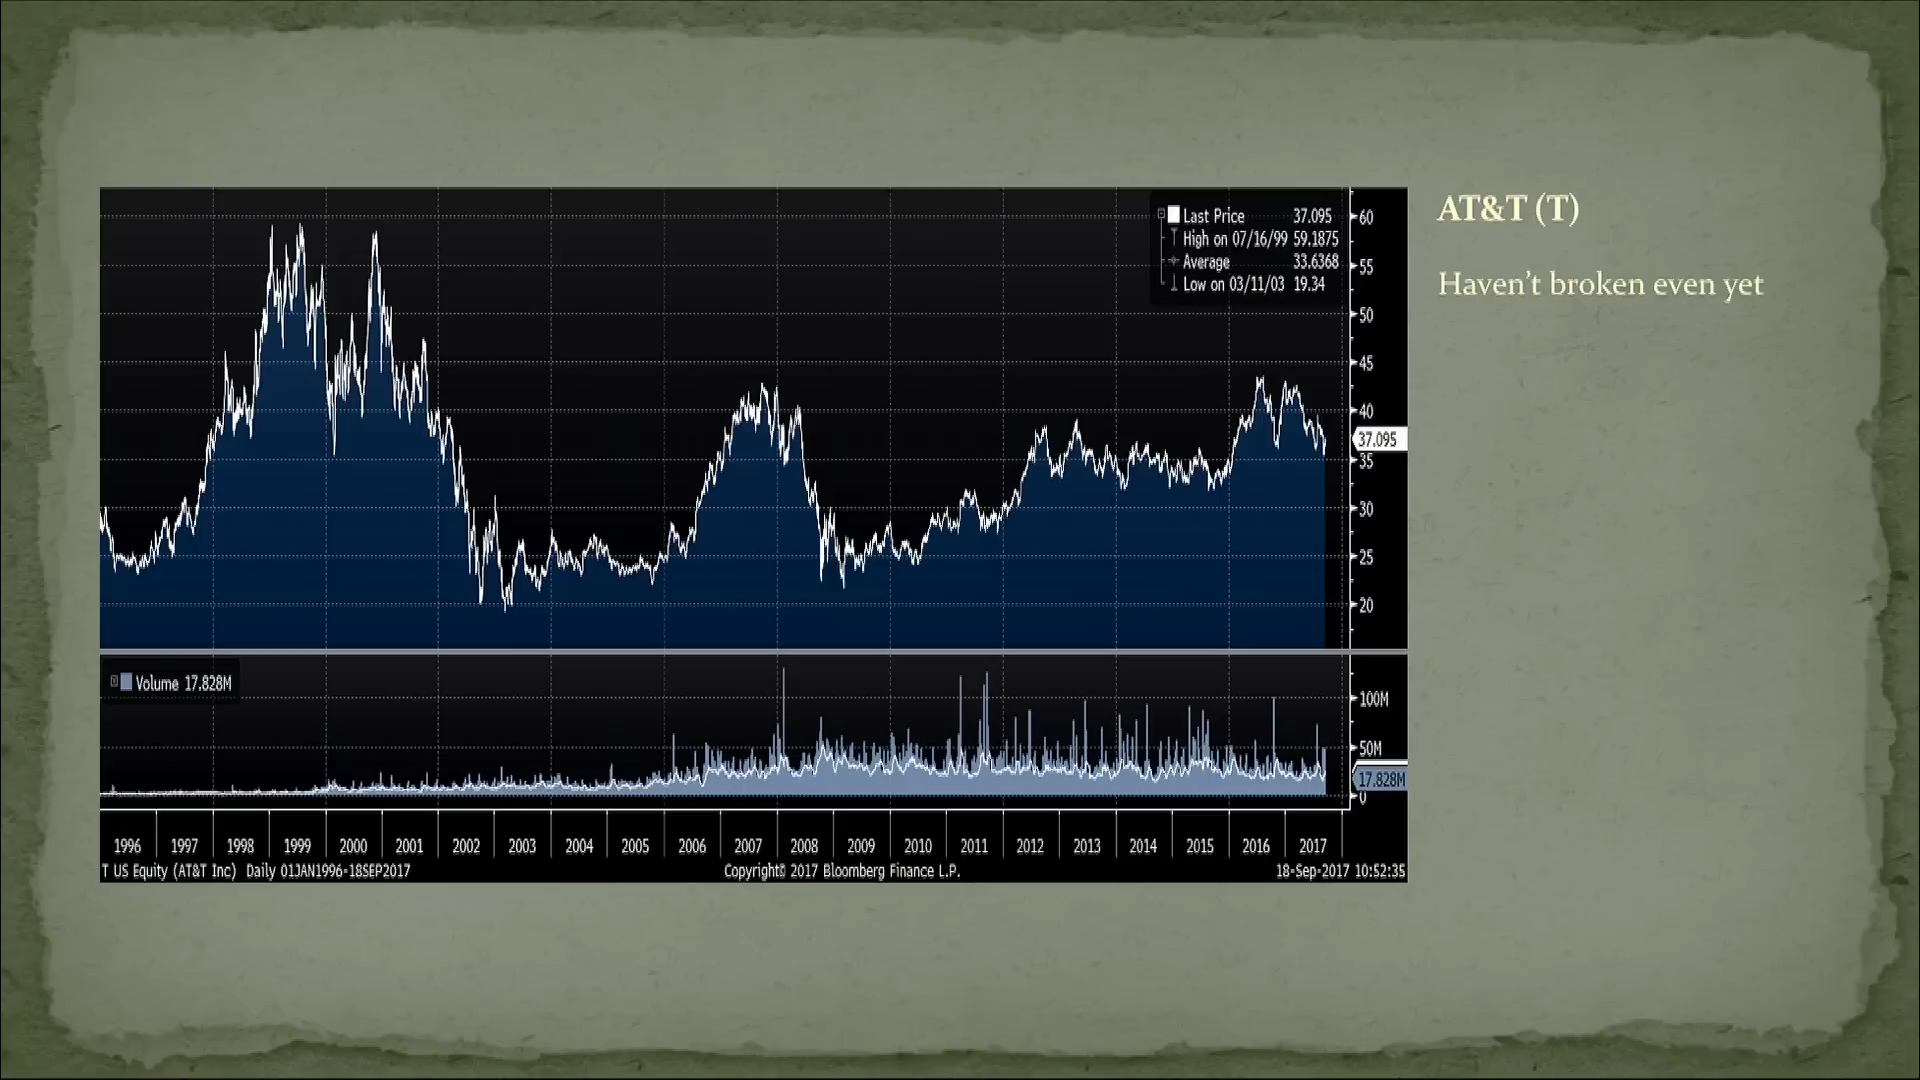 AT&T (T)
Haven't broken even yet
Last Price 37.095
High on 07/16/99 59.1875
Average 33.6368
Low on 03/11/03 19.34
60
55
50
45
40
37.095
35
30
25
20
Volume 17.828M
100M
50M
17.828M
0
1996 1997 1998 1999 2000 2001 2002 2003 2004 2005 2006 2007 2008 2009 2010 2011 2012 2013 2014 2015 2016 2017
T US Equity (AT&T Inc) Daily 01JAN1996-18SEP2017 Copyright© 2017 Bloomberg Finance L.P. 18-Sep-2017 10:52:35